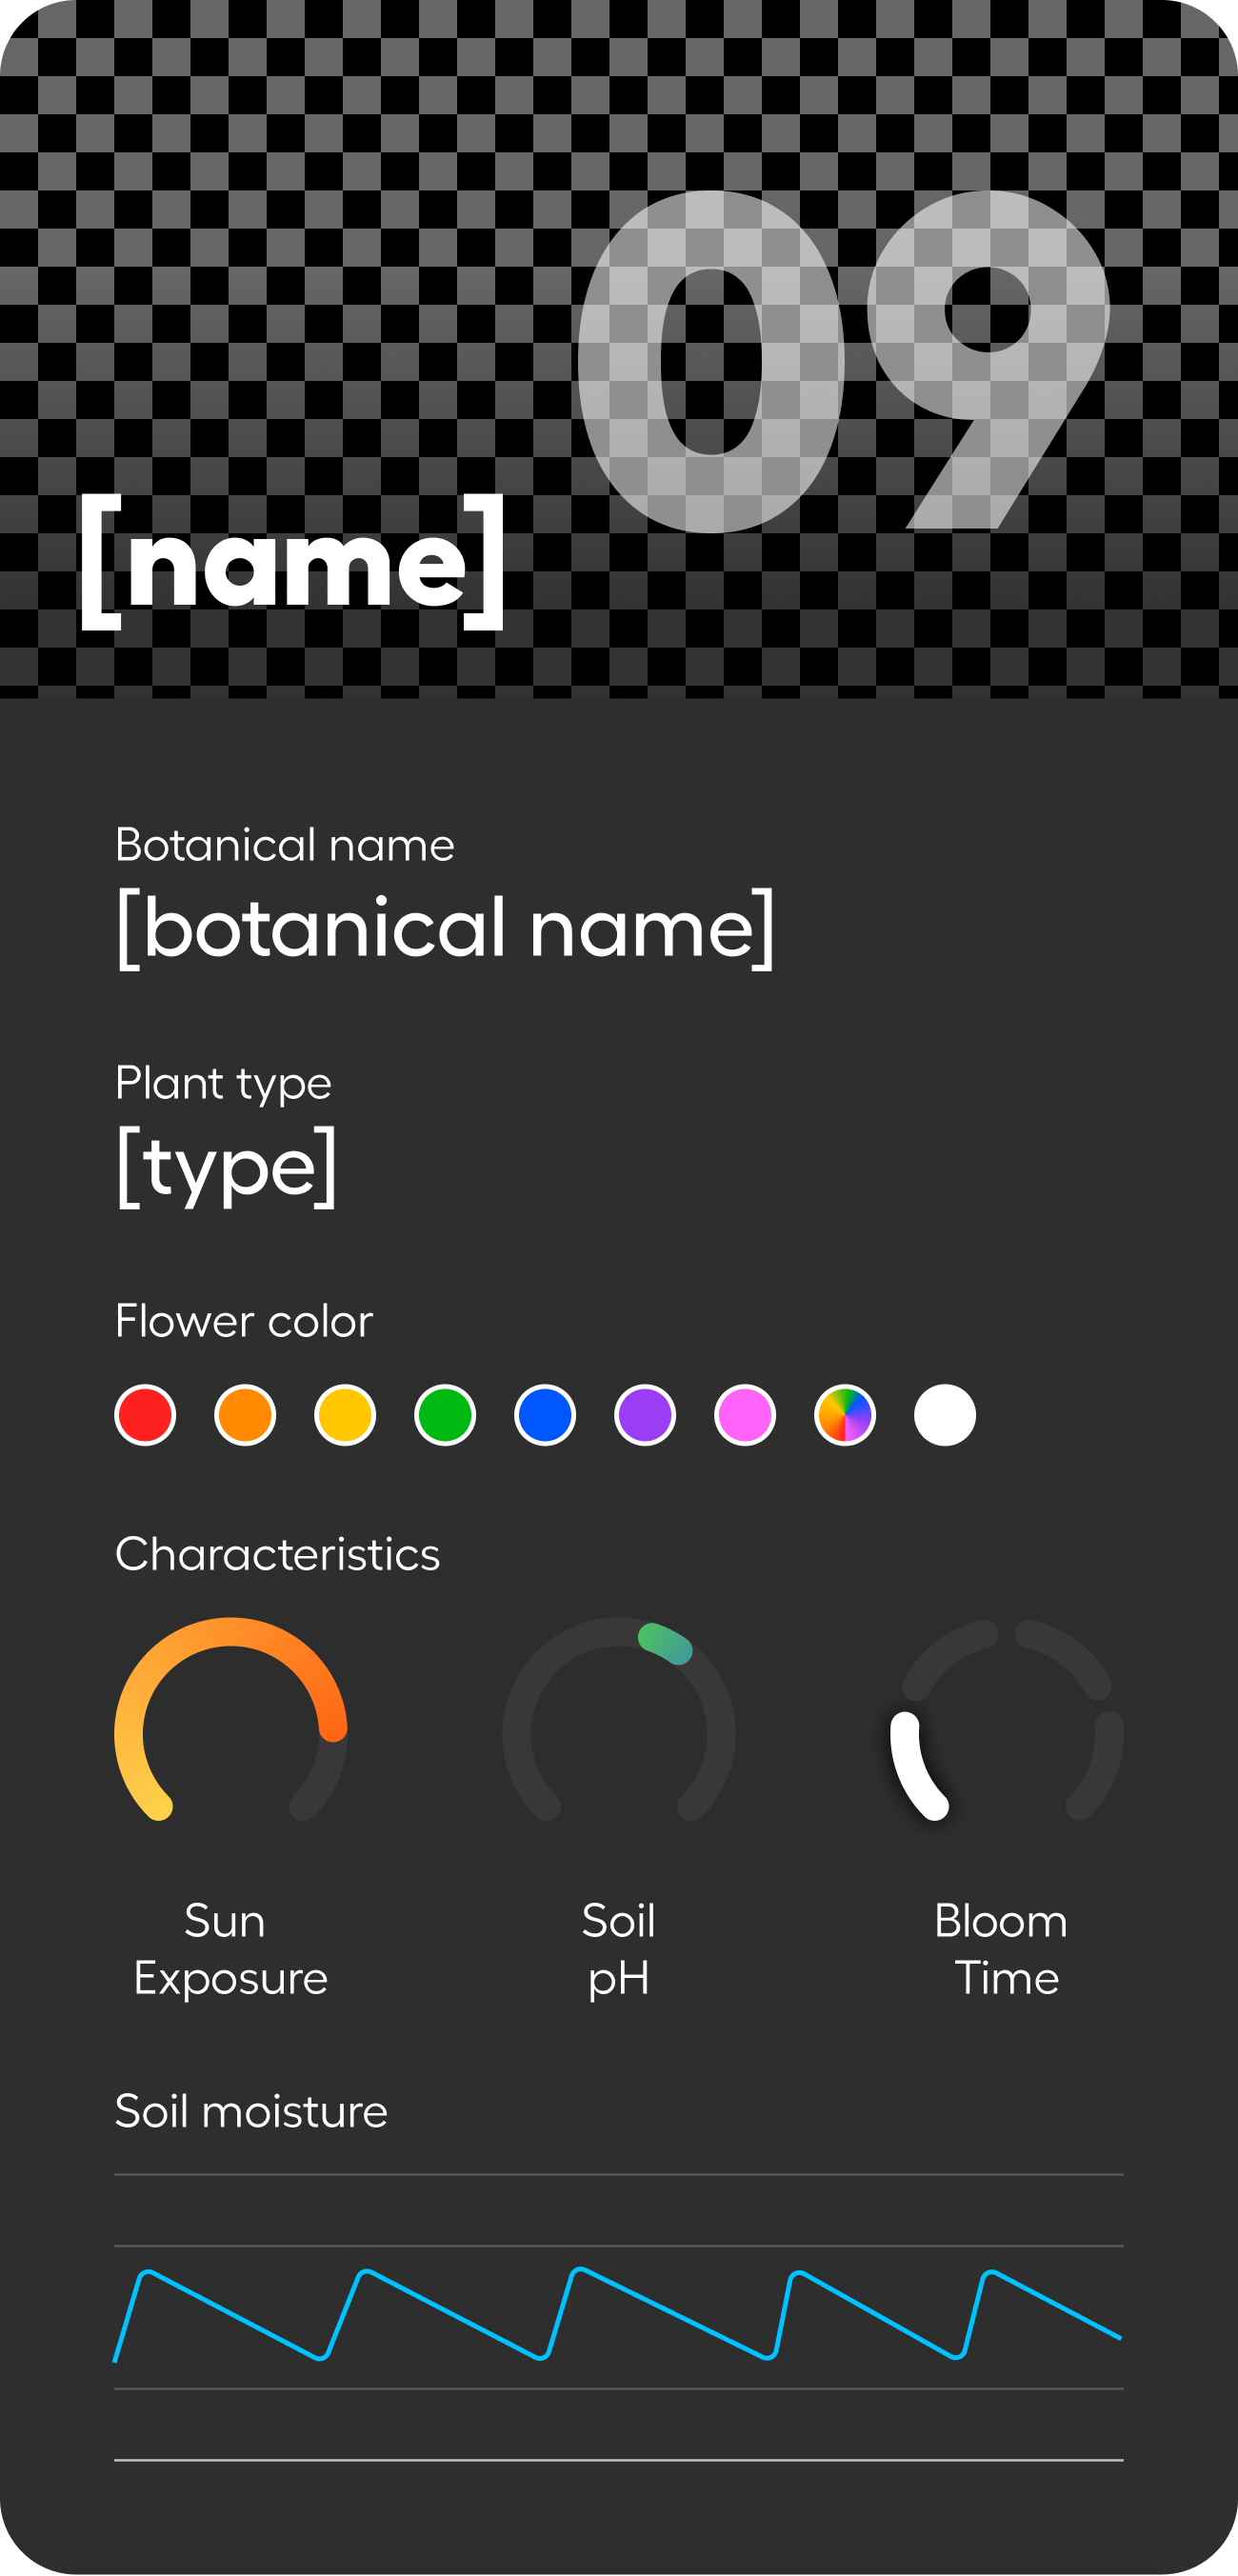 09
[name]
Botanical name
[botanical name]
Plant type
[type]
Flower color
Characteristics
Sun
Exposure
Soil
pH
Bloom
Time
Soil moisture